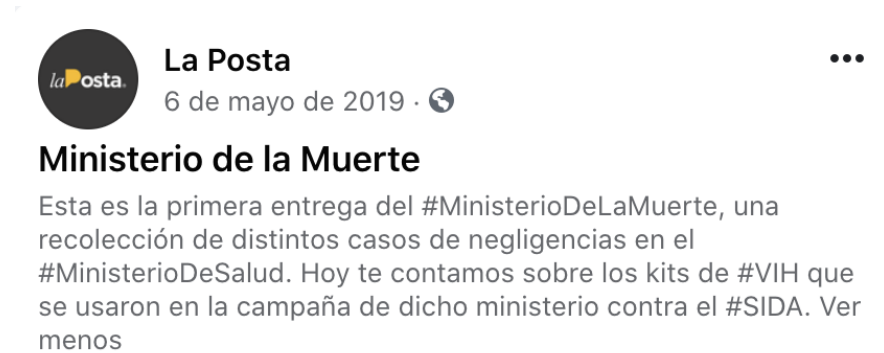 laPosta.
La Posta
6 de mayo de 2019 ·
Ministerio de la Muerte
Esta es la primera entrega del #MinisterioDeLaMuerte, una
recolección de distintos casos de negligencias en el
#MinisterioDeSalud. Hoy te contamos sobre los kits de #VIH que
se usaron en la campaña de dicho ministerio contra el #SIDA. Ver
menos